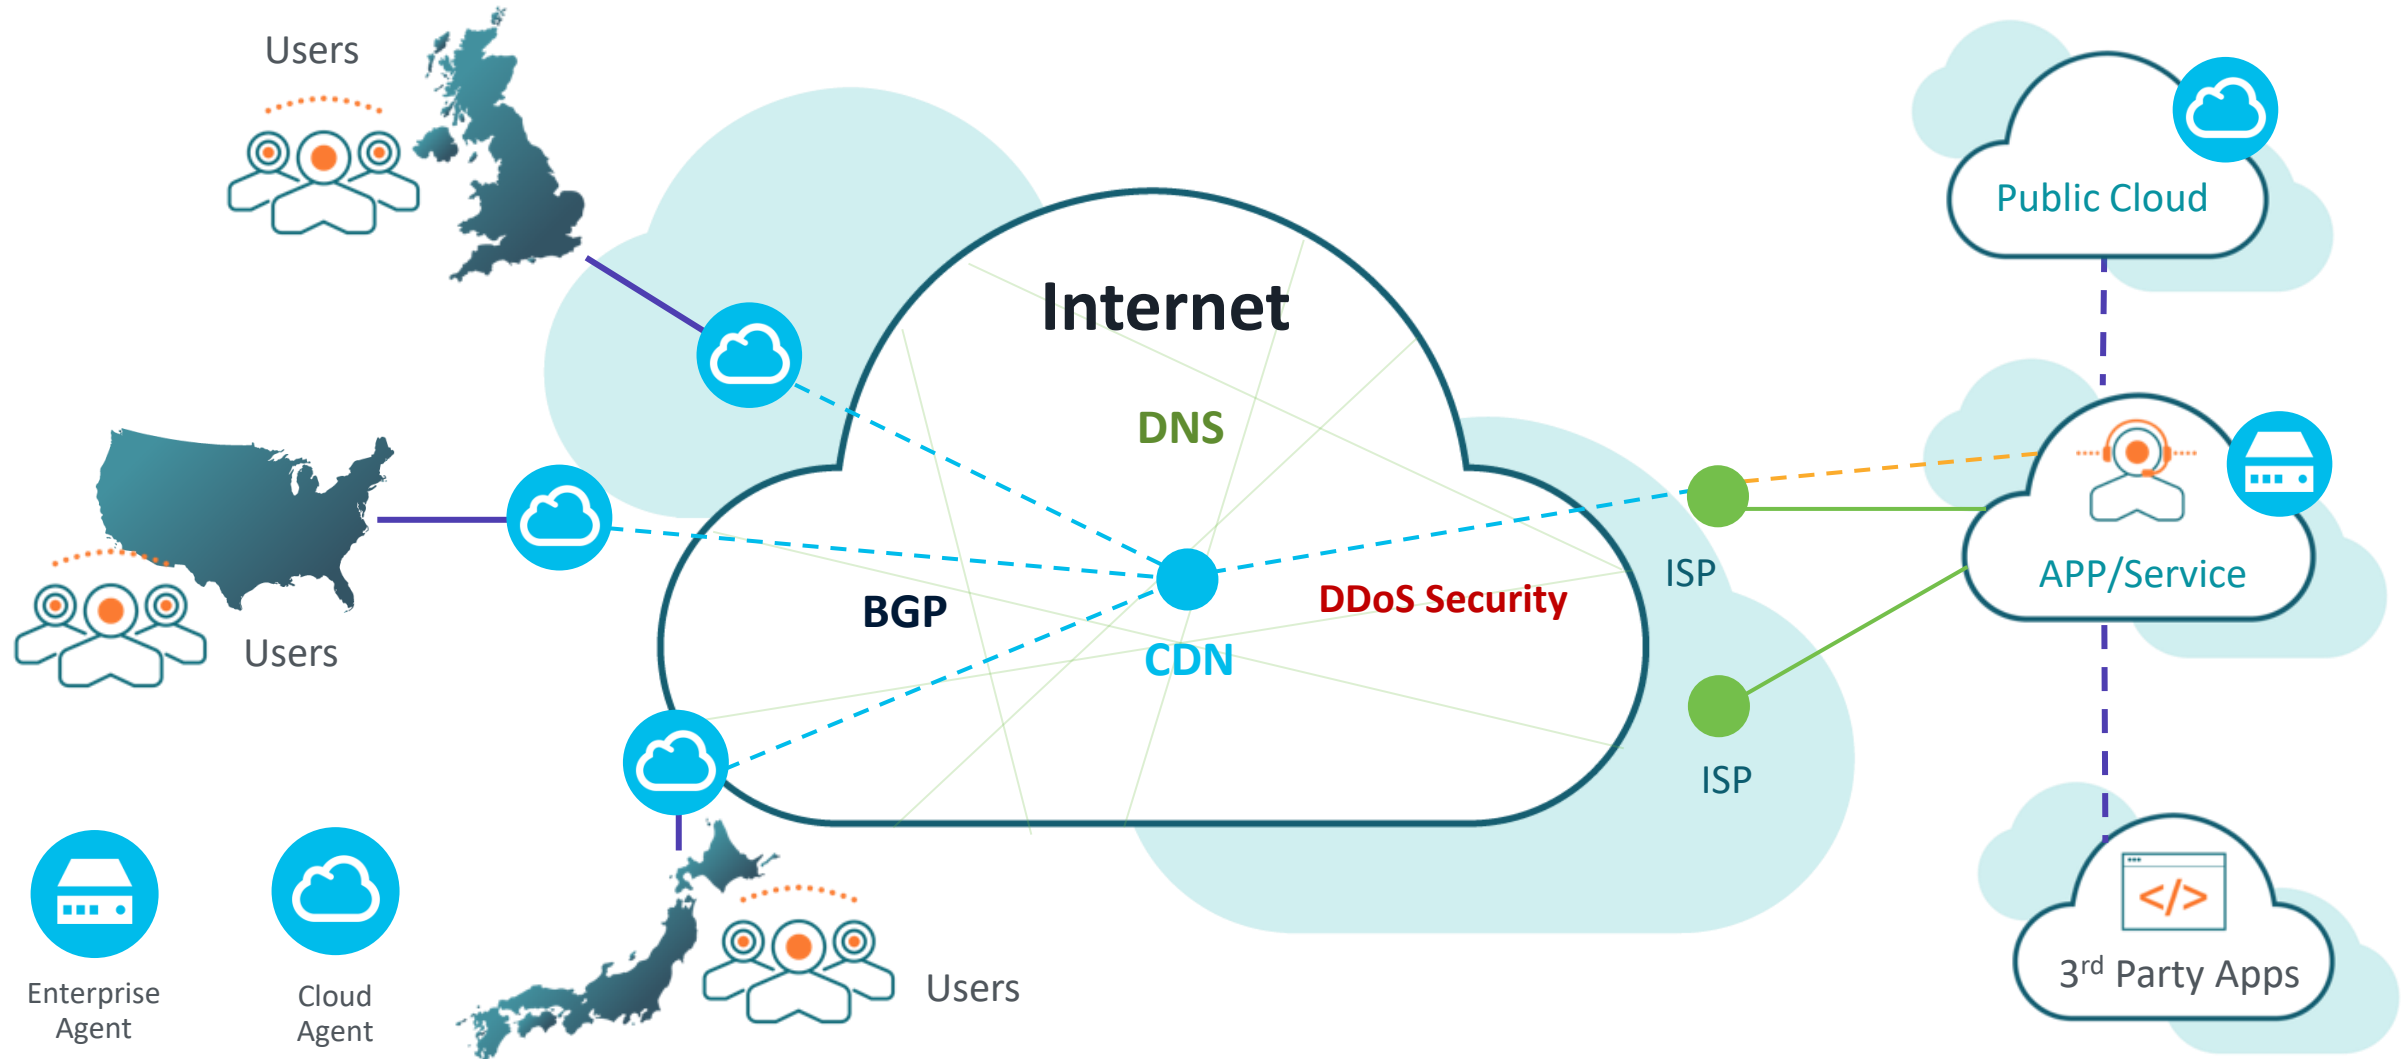 Users
Public Cloud
Internet
DNS
APP/Service
ISP
DDoS Security
BGP
CDN
Users
ISP
</>
3rd Party Apps
Users
Enterprise
Agent
Cloud
Agent